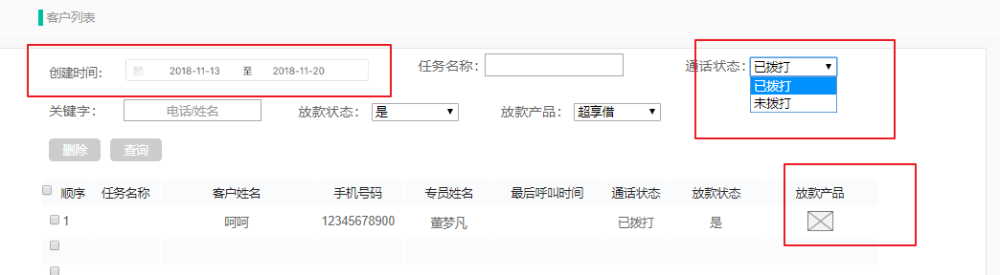 客户列表
创建时间： 2018-11-13 至 2018-11-20 任务名称： 通话状态： 已拨打
已拨打
未拨打
关键字： 电话/姓名 放款状态： 是 放款产品： 超享借
删除 查询
顺序 任务名称 客户姓名 手机号码 专员姓名 最后呼叫时间 通话状态 放款状态 放款产品
1 呵呵 12345678900 董梦凡 已拨打 是